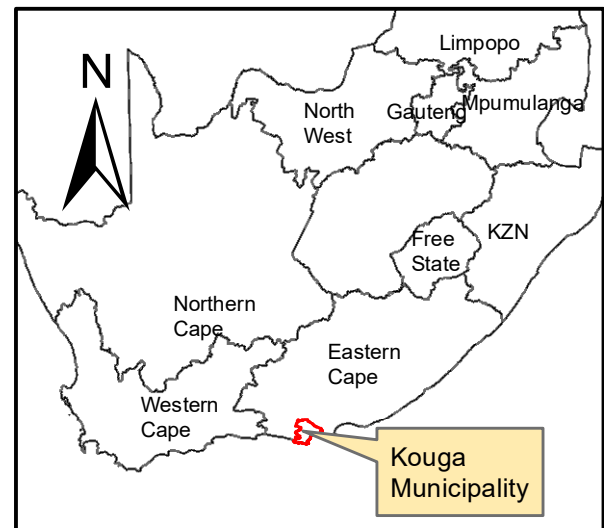 N
Limpopo
Mpumulanga
Gauteng
North
West
KZN
Free
State
Northern
Cape
Eastern
Cape
Western
Cape
Kouga
Municipality